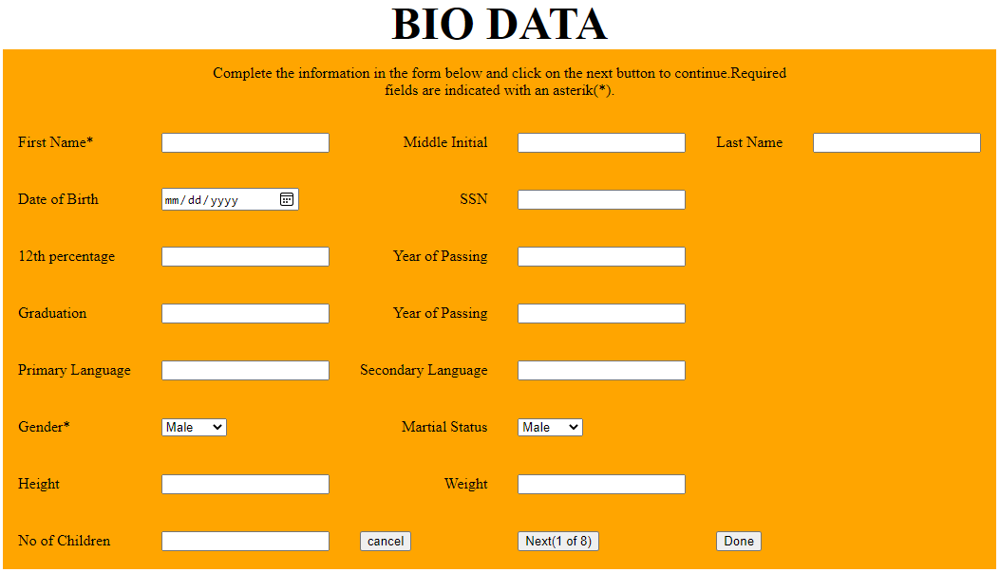 BIO DATA
Complete the information in the form below and click on the next button to continue.Required
fields are indicated with an asterik(*).
First Name* Middle Initial Last Name
Date of Birth mm/dd/yyyy SSN
12th percentage Year of Passing
Graduation Year of Passing
Primary Language Secondary Language
Gender* Male Martial Status Male
Height Weight
No of Children cancel Next(1 of 8) Done